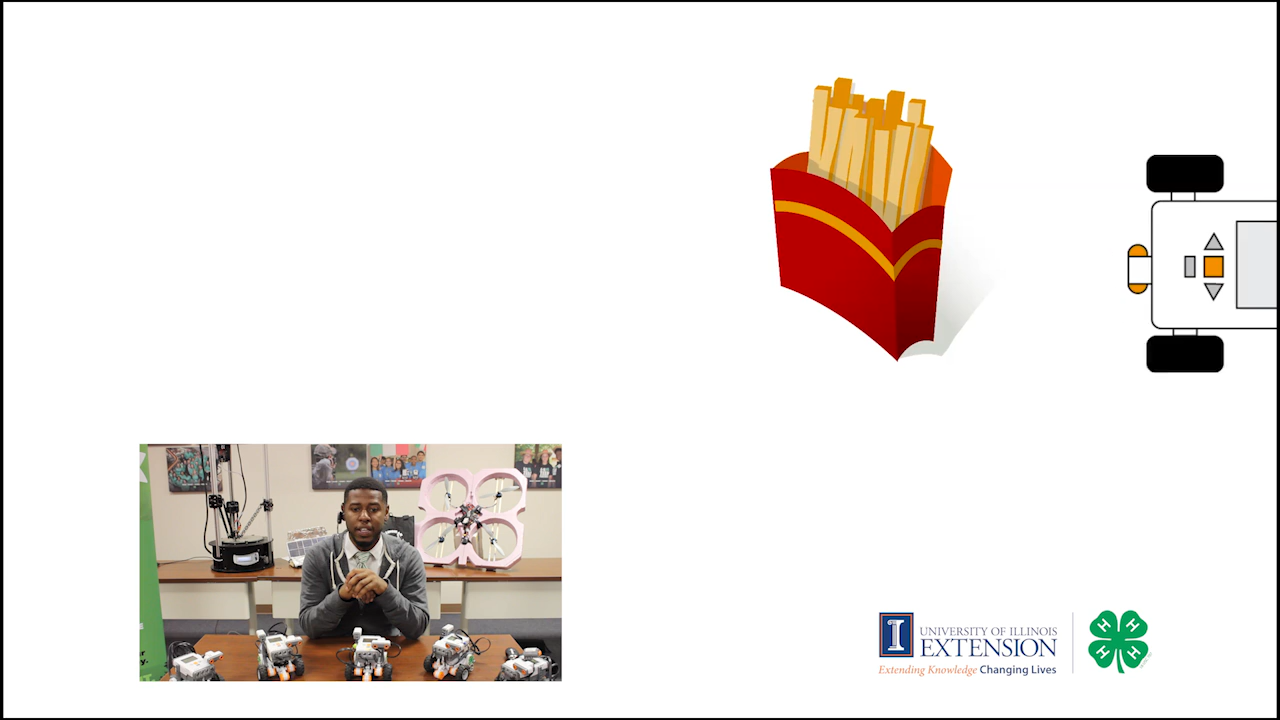 UNIVERSITY OF ILLINOIS
EXTENSION
Extending Knowledge Changing Lives
H H
H H